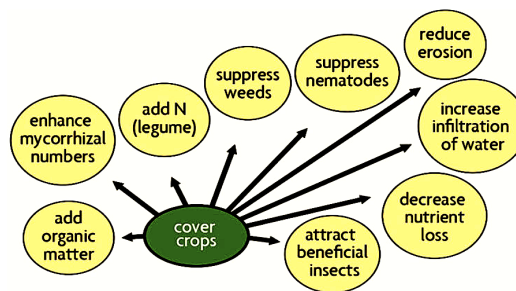 reduce
erosion
suppress
nematodes
suppress
weeds
add N
(legume)
enhance
mycorrhizal
numbers
increase
infiltration
of water
decrease
nutrient
loss
add
organic
matter
cover
crops
attract
beneficial
insects